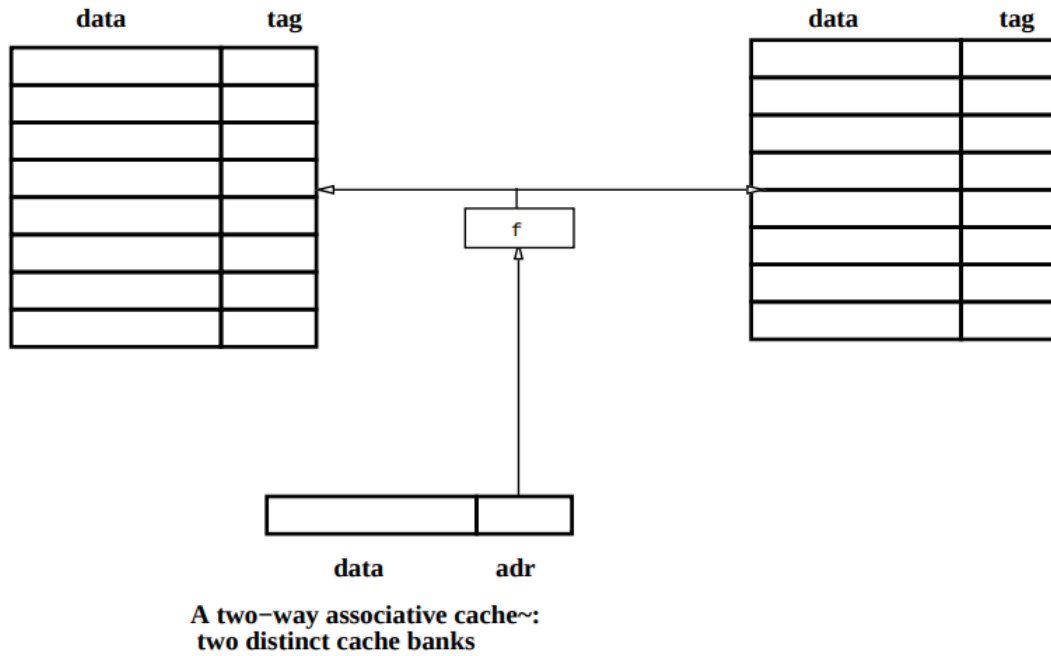 data tag data tag
f
data adr
A two−way associative cache~:
two distinct cache banks